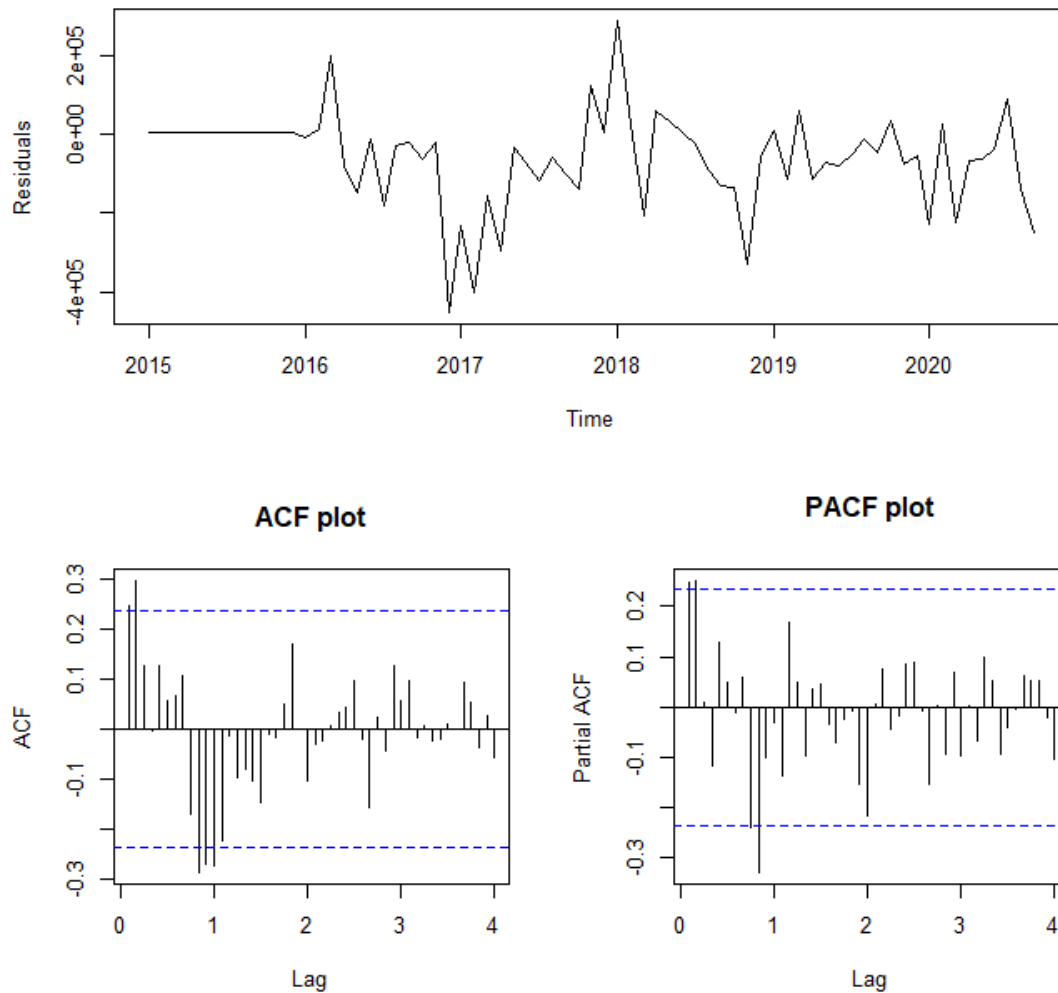 Residuals
2e+05
0e+00
-4e+05
2015 2016 2017 2018 2019 2020
Time
ACF plot
PACF plot
ACF
0.3
0.1
-0.1
-0.3
0 1 2 3 4
Lag
Partial ACF
0.2
0.1
-0.1
-0.3
0 1 2 3 4
Lag